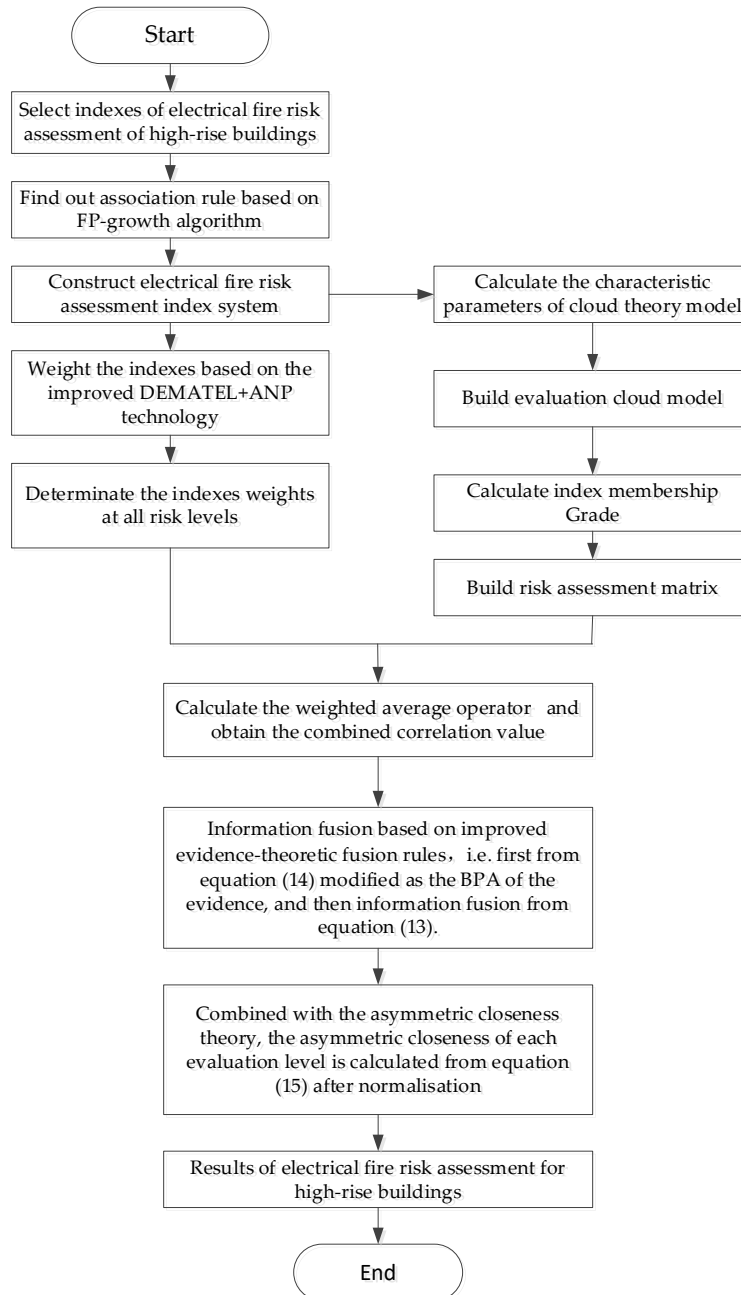 Start
Select indexes of electrical fire risk
assessment of high-rise buildings
Find out association rule based on
FP-growth algorithm
Construct electrical fire risk
assessment index system
Weight the indexes based on the
improved DEMATEL+ANP
technology
Determinate the indexes weights
at all risk levels
Calculate the characteristic
parameters of cloud theory model
Build evaluation cloud model
Calculate index membership
Grade
Build risk assessment matrix
Calculate the weighted average operator and
obtain the combined correlation value
Information fusion based on improved
evidence-theoretic fusion rules，i.e. first from
equation (14) modified as the BPA of the
evidence, and then information fusion from
equation (13).
Combined with the asymmetric closeness
theory, the asymmetric closeness of each
evaluation level is calculated from equation
(15) after normalisation
Results of electrical fire risk assessment for
high-rise buildings
End